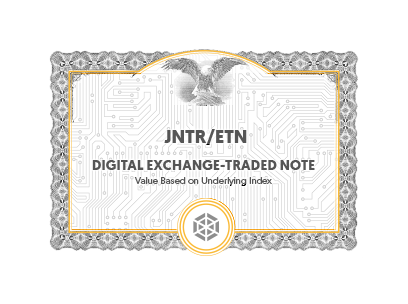 JNTR/ETN
DIGITAL EXCHANGE-TRADED NOTE
Value Based on Underlying Index